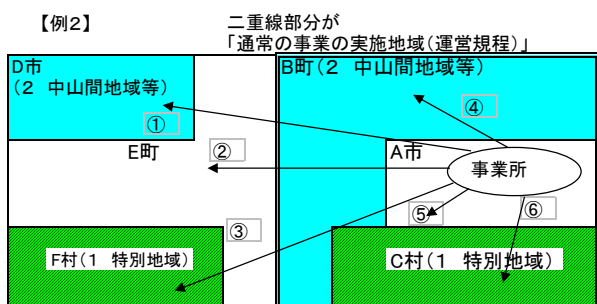 【例2】
二重線部分が
「通常の事業の実施地域(運営規程)」
D市
(2 中山間地域等)
B町(2 中山間地域等)
①
④
E町
②
A市
事業所
⑤
⑥
③
F村(1 特別地域)
C村(1 特別地域)